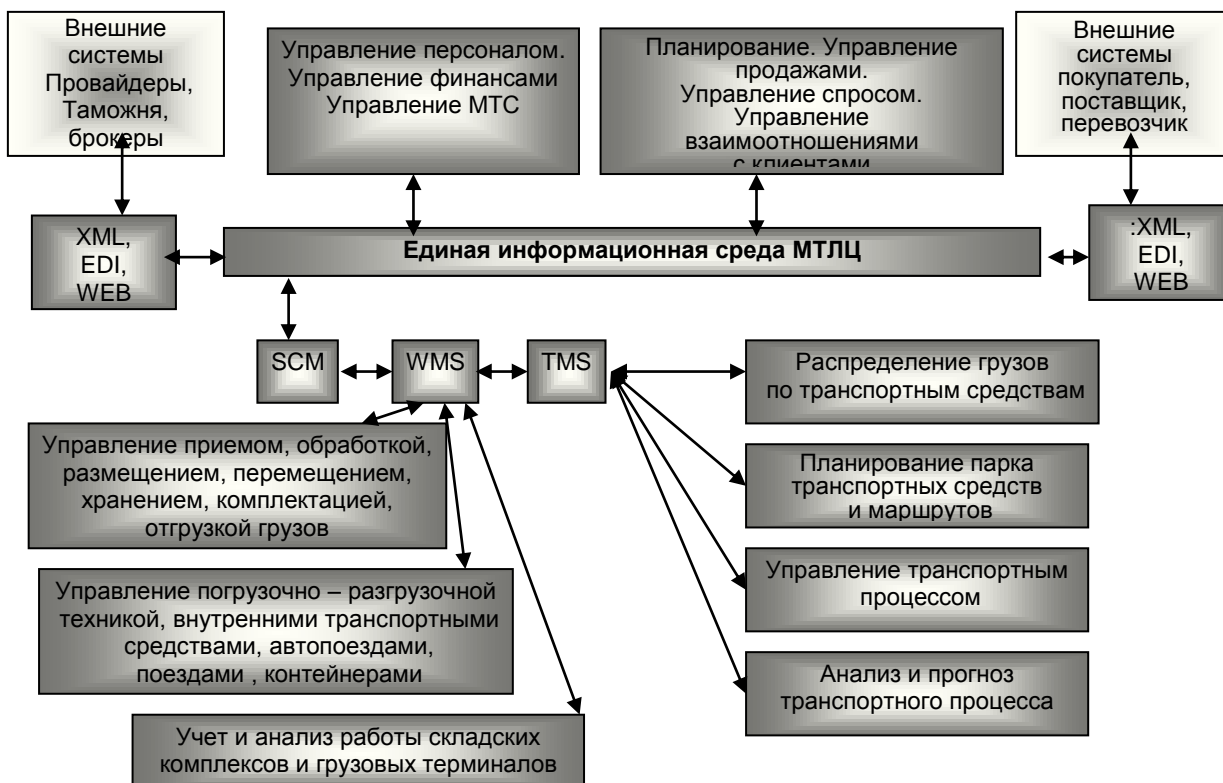 Внешние
системы
Провайдеры,
Таможня,
брокеры
Управление персоналом.
Управление финансами
Управление МТС
Планирование. Управление
продажами.
Управление спросом.
Управление
взаимоотношениями
с клиентами
Внешние
системы
покупатель,
поставщик,
перевозчик
XML,
EDI,
WEB
Единая информационная среда МТЛЦ
:XML,
EDI,
WEB
SCM
WMS
TMS
Распределение грузов
по транспортным средствам
Управление приемом, обработкой,
размещением, перемещением,
хранением, комплектацией,
отгрузкой грузов
Планирование парка
транспортных средств
и маршрутов
Управление погрузочно – разгрузочной
техникой, внутренними транспортными
средствами, автопоездами,
поездами , контейнерами
Управление транспортным
процессом
Анализ и прогноз
транспортного процесса
Учет и анализ работы складских
комплексов и грузовых терминалов